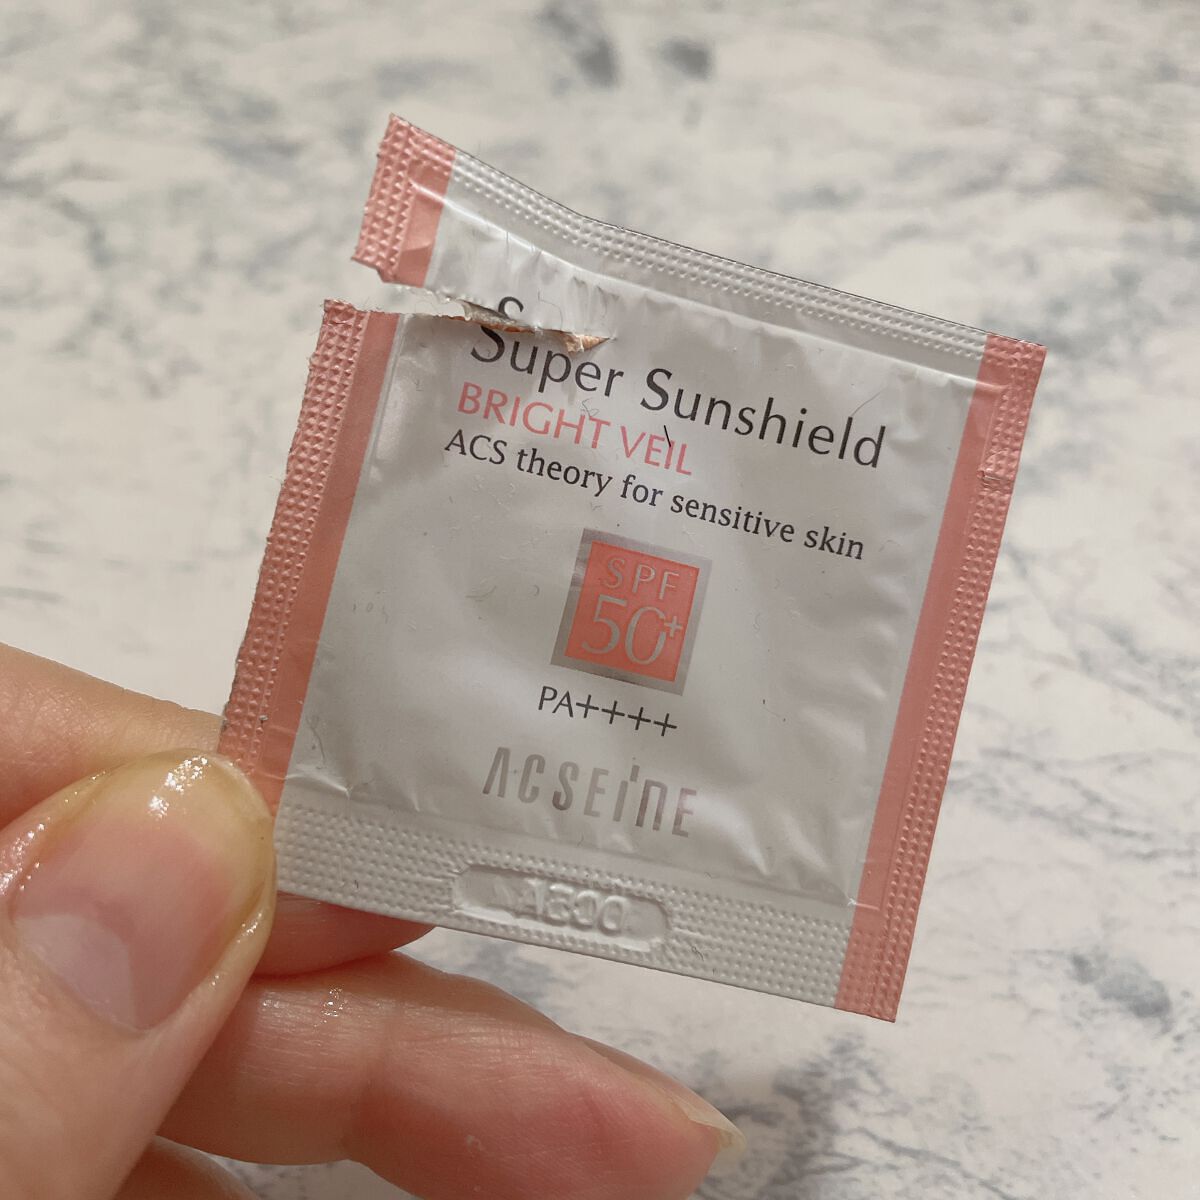 Super Sunshield
BRIGHT VEIL
ACS theory for sensitive skin
SPF
50+
PA++++
ACSEINE